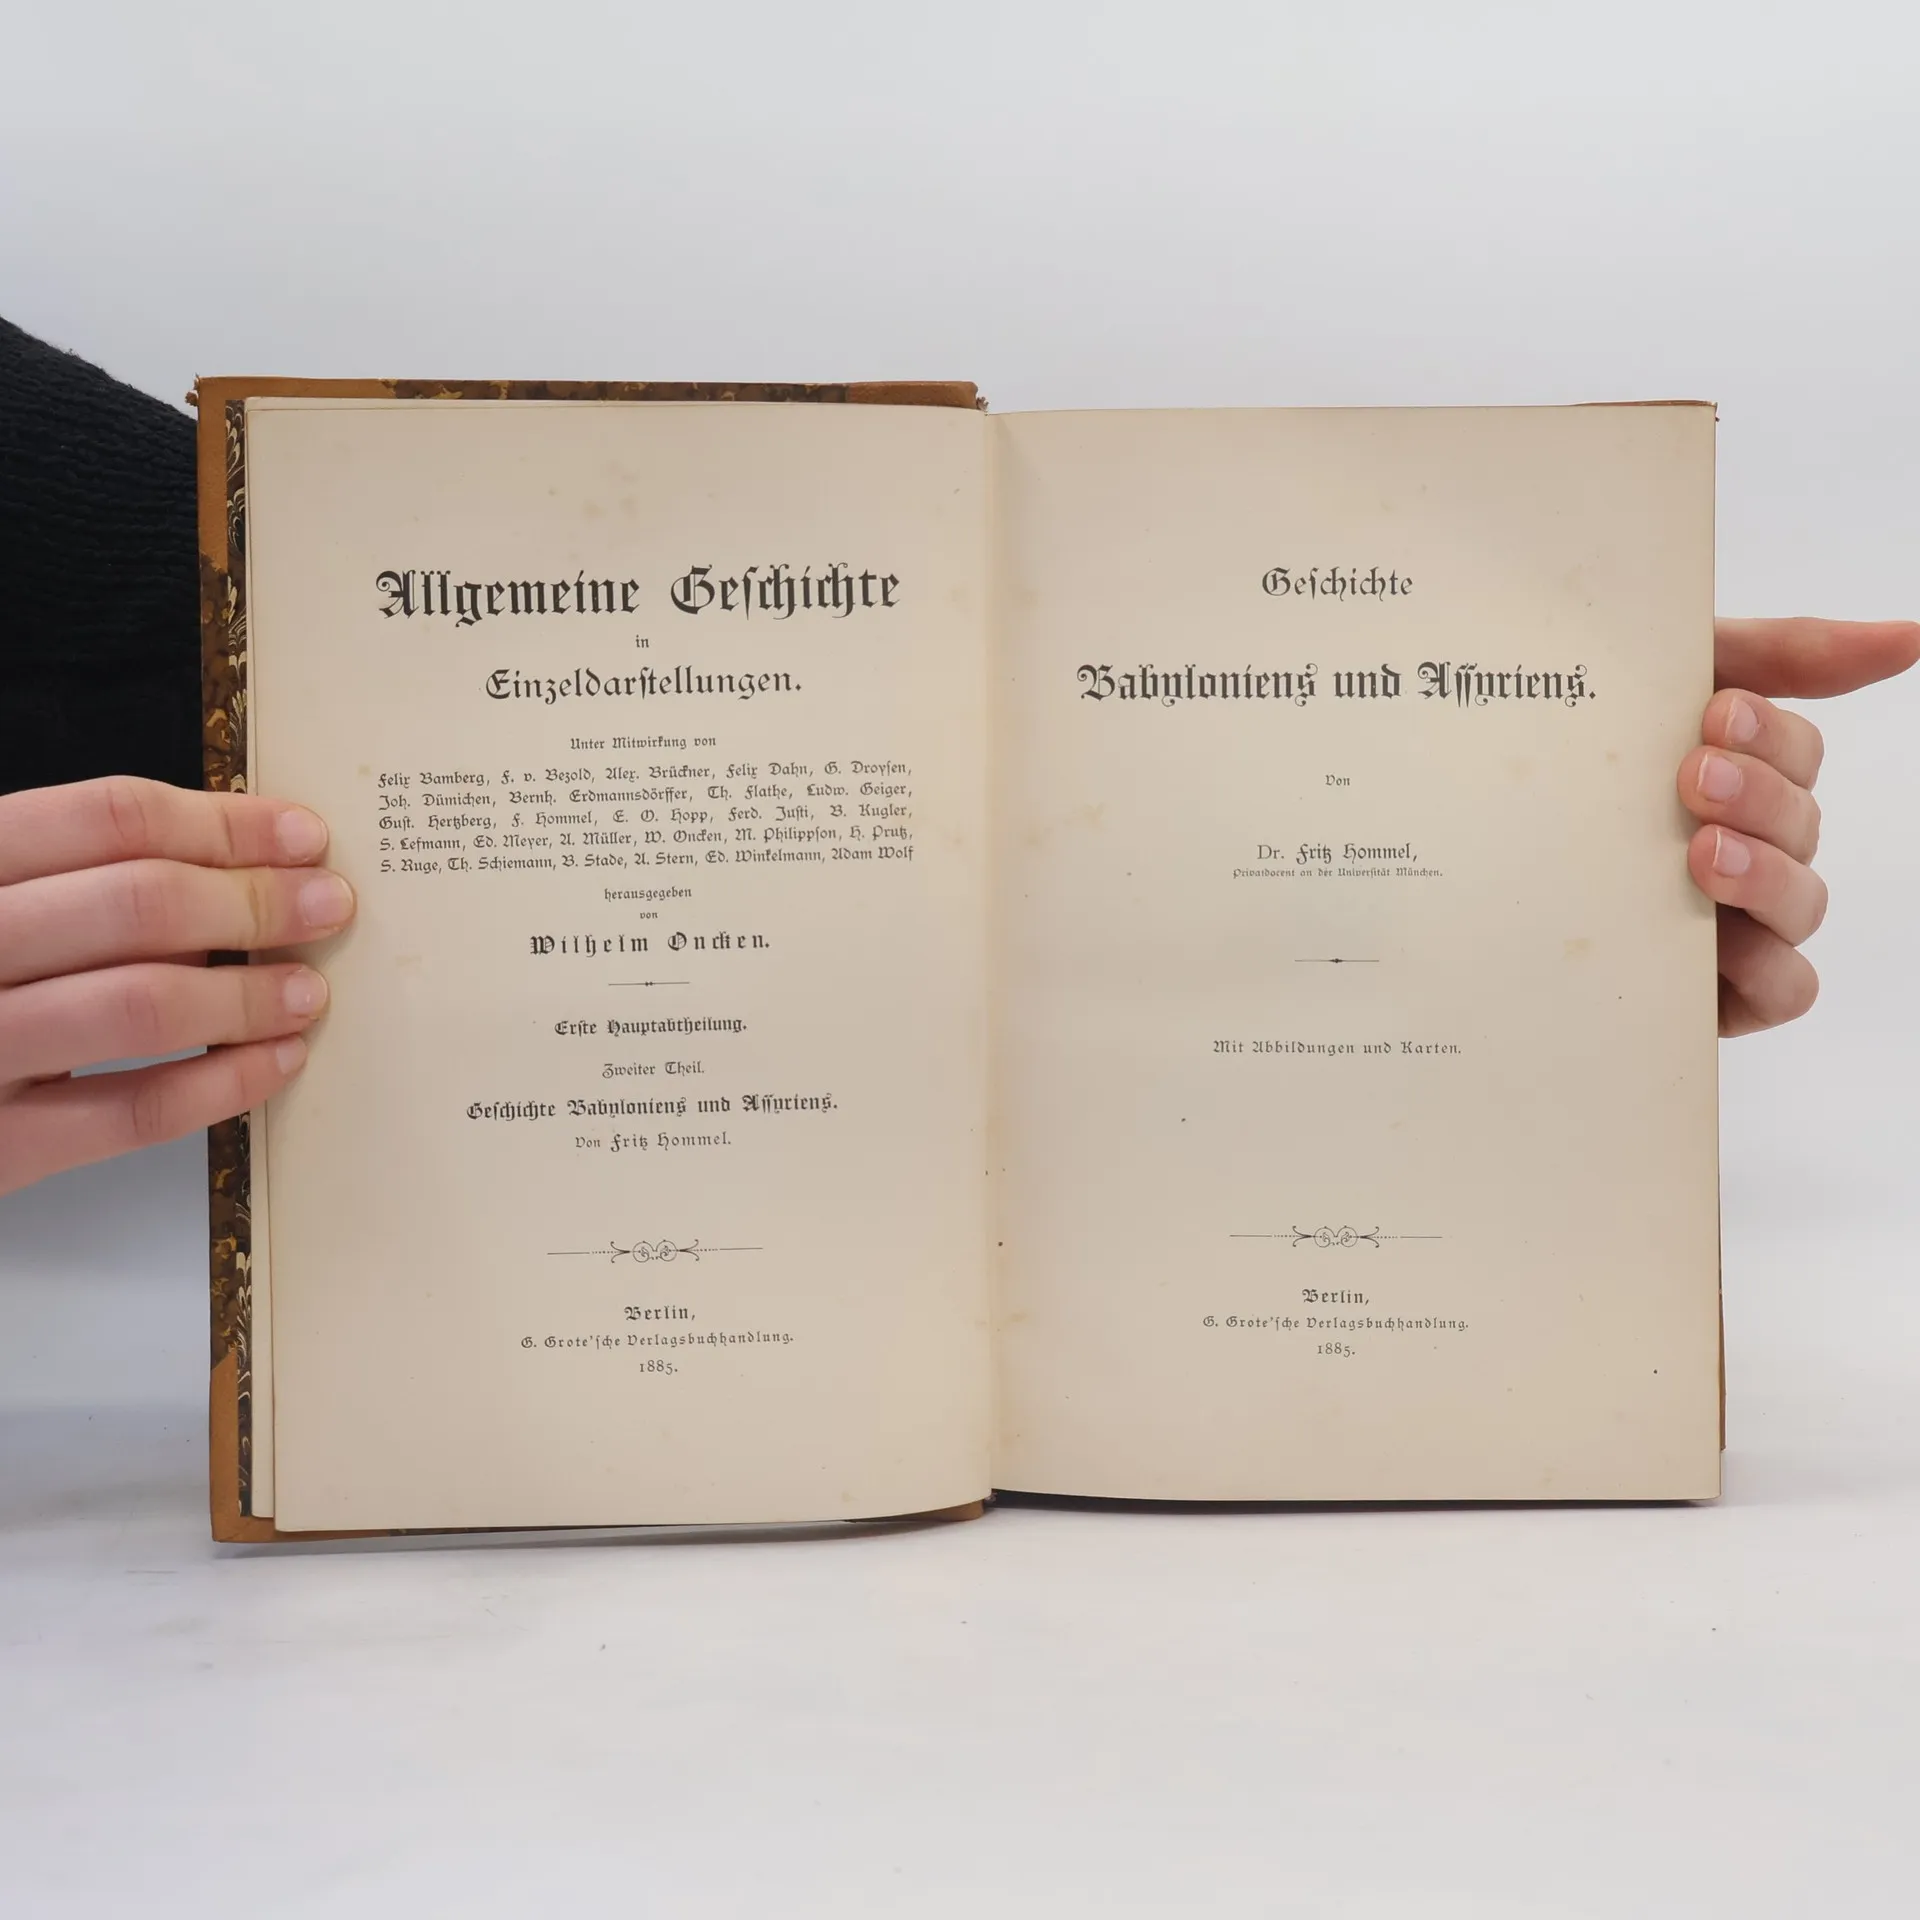 Allgemeine Geschichte
in
Einzeldarstellungen.
Unter Mitwirkung von
Felix Bamberg, F. v. Bezold, Alex. Brückner, Felix Dahn, G. Droysen,
Joh. Dümichen, Bernh. Erdmannsdörffer, Th. Flathe, Ludw. Geiger,
Gust. Hertzberg, F. Hommel, E. O. Hopp, Ferd. Justi, B. Kugler,
S. Lefmann, Ed. Meyer, A. Müller, W. Oncken, M. Philippson, H. Prutz,
S. Ruge, Th. Schiemann, B. Stade, A. Stern, Ed. Winkelmann, Adam Wolf
herausgegeben
von
Wilhelm Oncken.
Erste Hauptabtheilung.
Zweiter Theil.
Geschichte Babyloniens und Assyriens.
Von Fritz Hommel.
Berlin,
G. Grote'sche Verlagsbuchhandlung.
1885.
Geschichte
Babyloniens und Assyriens.
Von
Dr. Fritz Hommel,
Privatdocent an der Universität München.
Mit Abbildungen und Karten.
Berlin,
G. Grote'sche Verlagsbuchhandlung.
1885.